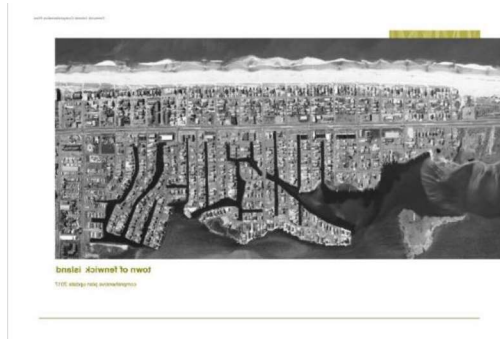 town of fenwick island
comprehensive plan update 2017